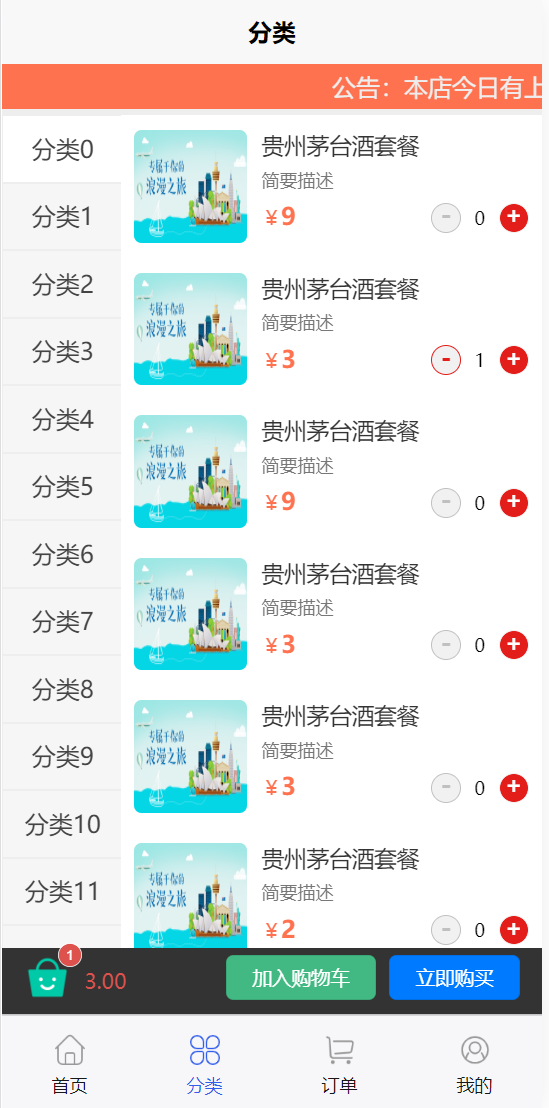 分类
公告：本店今日有上
分类0
分类1
分类2
分类3
分类4
分类5
分类6
分类7
分类8
分类9
分类10
分类11
专属于你的
浪漫之旅
贵州茅台酒套餐
简要描述
￥9
- 0 +
专属于你的
浪漫之旅
贵州茅台酒套餐
简要描述
￥3
- 1 +
专属于你的
浪漫之旅
贵州茅台酒套餐
简要描述
￥9
- 0 +
专属于你的
浪漫之旅
贵州茅台酒套餐
简要描述
￥3
- 0 +
专属于你的
浪漫之旅
贵州茅台酒套餐
简要描述
￥3
- 0 +
专属于你的
浪漫之旅
贵州茅台酒套餐
简要描述
￥2
- 0 +
1
3.00
加入购物车
立即购买
首页
分类
订单
我的